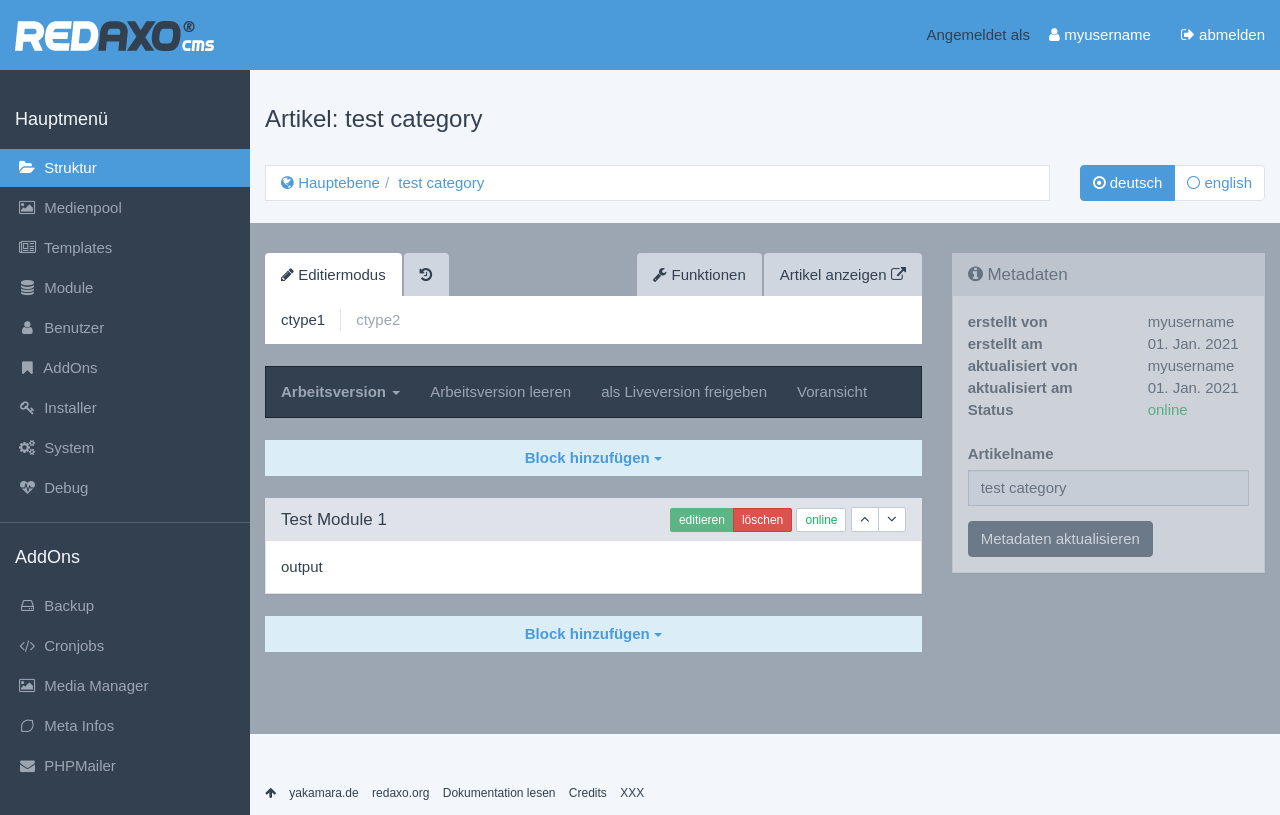 REDAXO® cms
Angemeldet als myusername abmelden
Hauptmenü
Struktur
Medienpool
Templates
Module
Benutzer
AddOns
Installer
System
Debug
AddOns
Backup
Cronjobs
Media Manager
Meta Infos
PHPMailer
Artikel: test category
Hauptebene / test category
deutsch english
Editiermodus
Funktionen Artikel anzeigen
ctype1 ctype2
Arbeitsversion Arbeitsversion leeren als Liveversion freigeben Voransicht
Block hinzufügen
Test Module 1 editieren löschen online
output
Block hinzufügen
Metadaten
erstellt von myusername
erstellt am 01. Jan. 2021
aktualisiert von myusername
aktualisiert am 01. Jan. 2021
Status online
Artikelname
test category
Metadaten aktualisieren
yakamara.de redaxo.org Dokumentation lesen Credits XXX